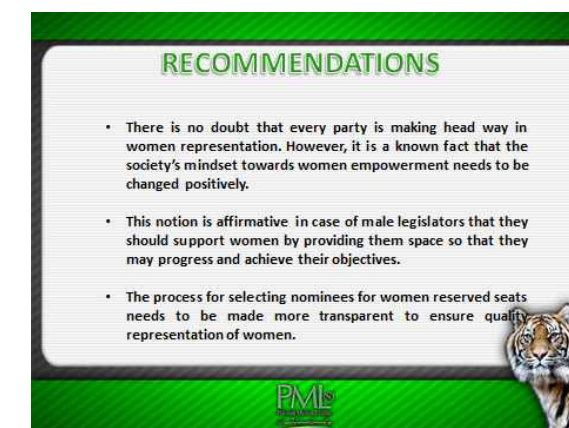 RECOMMENDATIONS
• There is no doubt that every party is making head way in
women representation. However, it is a known fact that the
society's mindset towards women empowerment needs to be
changed positively.
• This notion is affirmative in case of male legislators that they
should support women by providing them space so that they
may progress and achieve their objectives.
• The process for selecting nominees for women reserved seats
needs to be made more transparent to ensure quality
representation of women.
PML